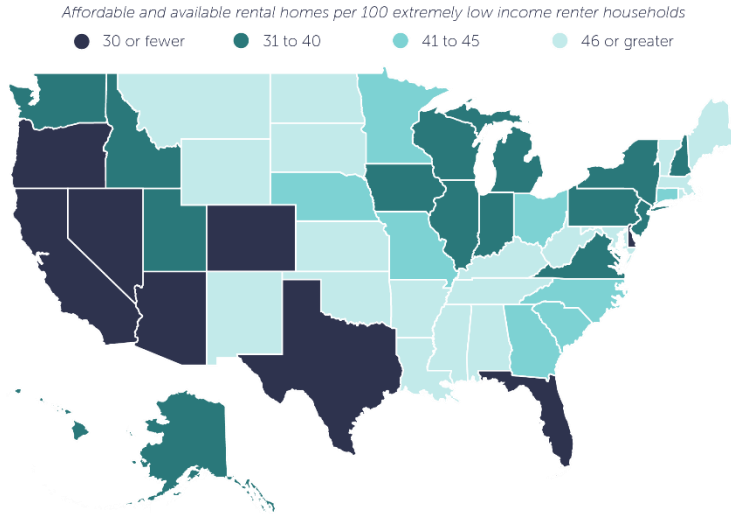 Affordable and available rental homes per 100 extremely low income renter households
30 or fewer 31 to 40 41 to 45 46 or greater